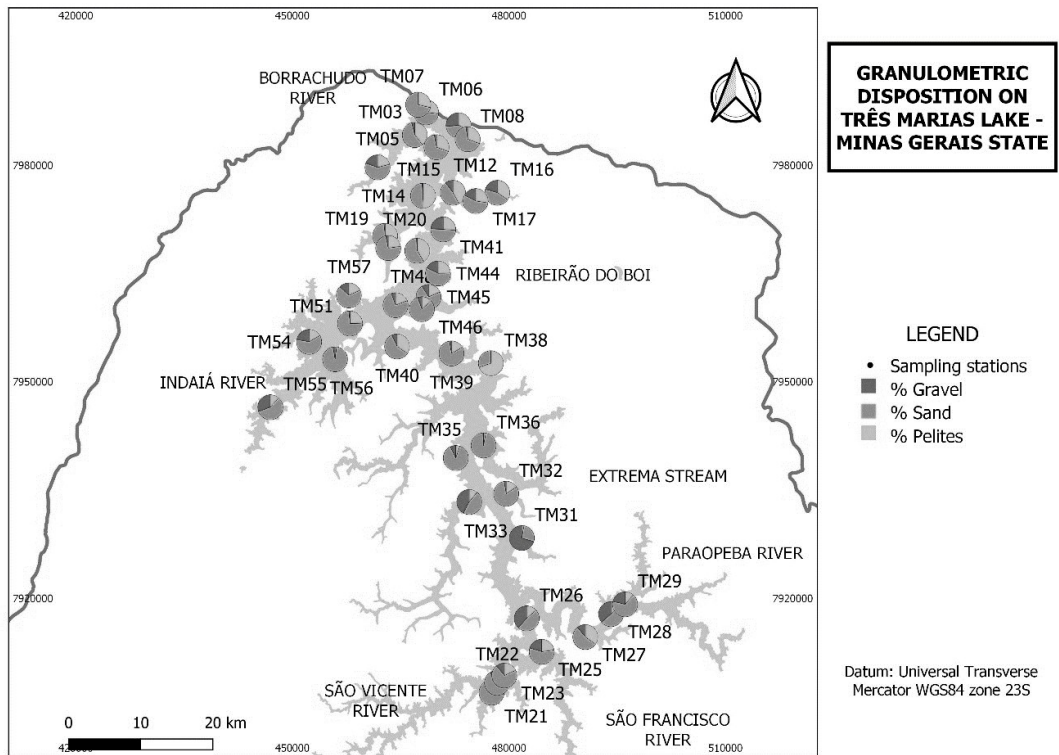 420000 450000 480000 510000
BORRACHUDO
RIVER
TM07
TM06
TM03
TM08
TM05
7980000
7980000
TM15
TM12
TM16
TM14
TM17
TM19
TM20
TM41
TM57
TM48
TM44
RIBEIRÃO DO BOI
TM51
TM45
TM54
TM46
TM38
7950000
7950000
INDAIÁ RIVER
TM55
TM56
TM40
TM39
TM35
TM36
TM32
EXTREMA STREAM
TM33
TM31
PARAOPEBA RIVER
TM29
7920000
7920000
TM26
TM28
TM27
TM22
TM25
SÃO VICENTE
RIVER
TM23
TM21
SÃO FRANCISCO
RIVER
0 10 20 km
420000 450000 480000 510000
GRANULOMETRIC
DISPOSITION ON
TRÊS MARIAS LAKE -
MINAS GERAIS STATE
LEGEND
Sampling stations
% Gravel
% Sand
% Pelites
Datum: Universal Transverse
Mercator WGS84 zone 23S